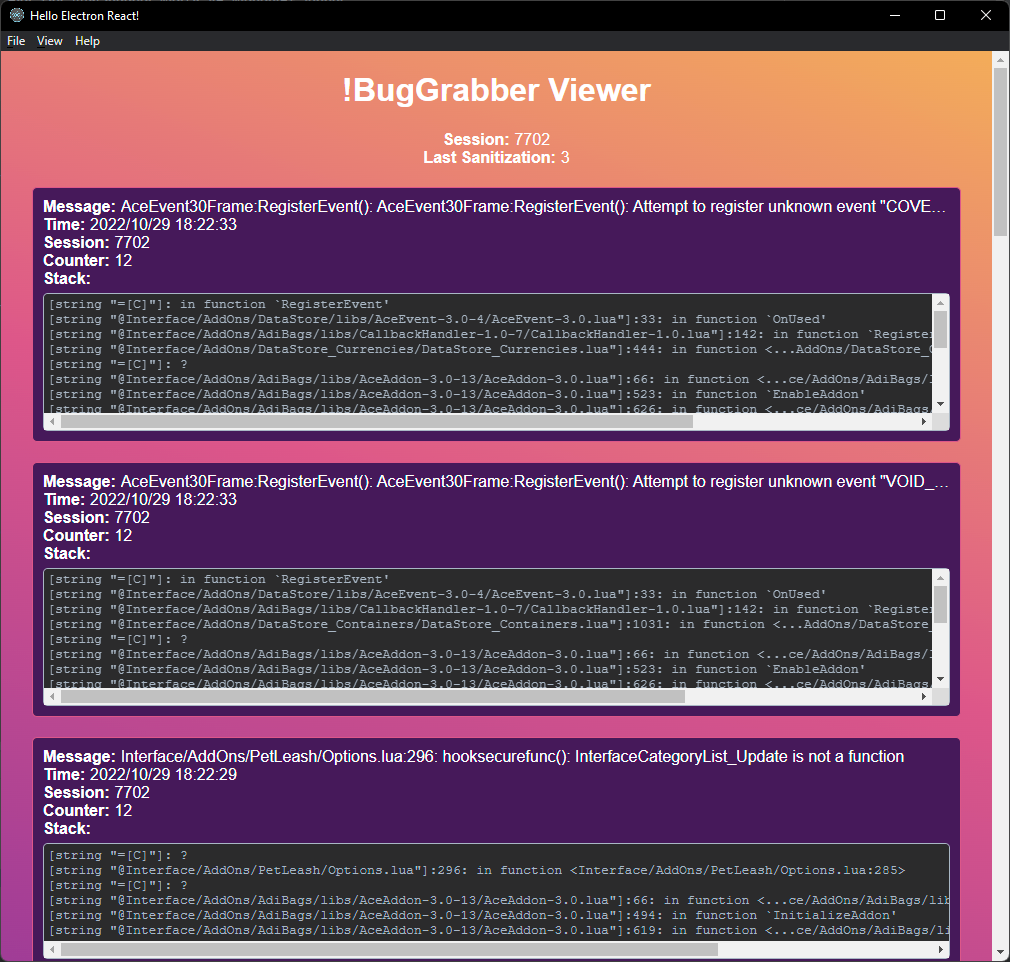 Hello Electron React!
File View Help
!BugGrabber Viewer
Session: 7702
Last Sanitization: 3
Message: AceEvent30Frame:RegisterEvent(): AceEvent30Frame:RegisterEvent(): Attempt to register unknown event "COVE...
Time: 2022/10/29 18:22:33
Session: 7702
Counter: 12
Stack:
[string "=[C]"]: in function `RegisterEvent'
[string "@Interface/AddOns/DataStore/libs/AceEvent-3.0-4/AceEvent-3.0.lua"]:33: in function `OnUsed'
[string "@Interface/AddOns/AdiBags/libs/CallbackHandler-1.0-7/CallbackHandler-1.0.lua"]:142: in function `Register
[string "@Interface/AddOns/DataStore_Currencies/DataStore_Currencies.lua"]:444: in function <...AddOns/DataStore_
[string "=[C]"]: ?
[string "@Interface/AddOns/AdiBags/libs/AceAddon-3.0-13/AceAddon-3.0.lua"]:66: in function <...ce/AddOns/AdiBags/
[string "@Interface/AddOns/AdiBags/libs/AceAddon-3.0-13/AceAddon-3.0.lua"]:523: in function `EnableAddon'
[string "@Interface/AddOns/AdiBags/libs/AceAddon-3.0-13/AceAddon-3.0.lua"]:626: in function <...ce/AddOns/AdiBags/
Message: AceEvent30Frame:RegisterEvent(): AceEvent30Frame:RegisterEvent(): Attempt to register unknown event "VOID_...
Time: 2022/10/29 18:22:33
Session: 7702
Counter: 12
Stack:
[string "=[C]"]: in function `RegisterEvent'
[string "@Interface/AddOns/DataStore/libs/AceEvent-3.0-4/AceEvent-3.0.lua"]:33: in function `OnUsed'
[string "@Interface/AddOns/AdiBags/libs/CallbackHandler-1.0-7/CallbackHandler-1.0.lua"]:142: in function `Register
[string "@Interface/AddOns/DataStore_Containers/DataStore_Containers.lua"]:1031: in function <...AddOns/DataStore_
[string "=[C]"]: ?
[string "@Interface/AddOns/AdiBags/libs/AceAddon-3.0-13/AceAddon-3.0.lua"]:66: in function <...ce/AddOns/AdiBags/
[string "@Interface/AddOns/AdiBags/libs/AceAddon-3.0-13/AceAddon-3.0.lua"]:523: in function `EnableAddon'
[string "@Interface/AddOns/AdiBags/libs/AceAddon-3.0-13/AceAddon-3.0.lua"]:626: in function <...ce/AddOns/AdiBags/
Message: Interface/AddOns/PetLeash/Options.lua:296: hooksecurefunc(): InterfaceCategoryList_Update is not a function
Time: 2022/10/29 18:22:29
Session: 7702
Counter: 12
Stack:
[string "=[C]"]: ?
[string "@Interface/AddOns/PetLeash/Options.lua"]:296: in function <Interface/AddOns/PetLeash/Options.lua:285>
[string "=[C]"]: ?
[string "@Interface/AddOns/AdiBags/libs/AceAddon-3.0-13/AceAddon-3.0.lua"]:66: in function <...ce/AddOns/AdiBags/lib
[string "@Interface/AddOns/AdiBags/libs/AceAddon-3.0-13/AceAddon-3.0.lua"]:494: in function `InitializeAddon'
[string "@Interface/AddOns/AdiBags/libs/AceAddon-3.0-13/AceAddon-3.0.lua"]:619: in function <...ce/AddOns/AdiBags/li